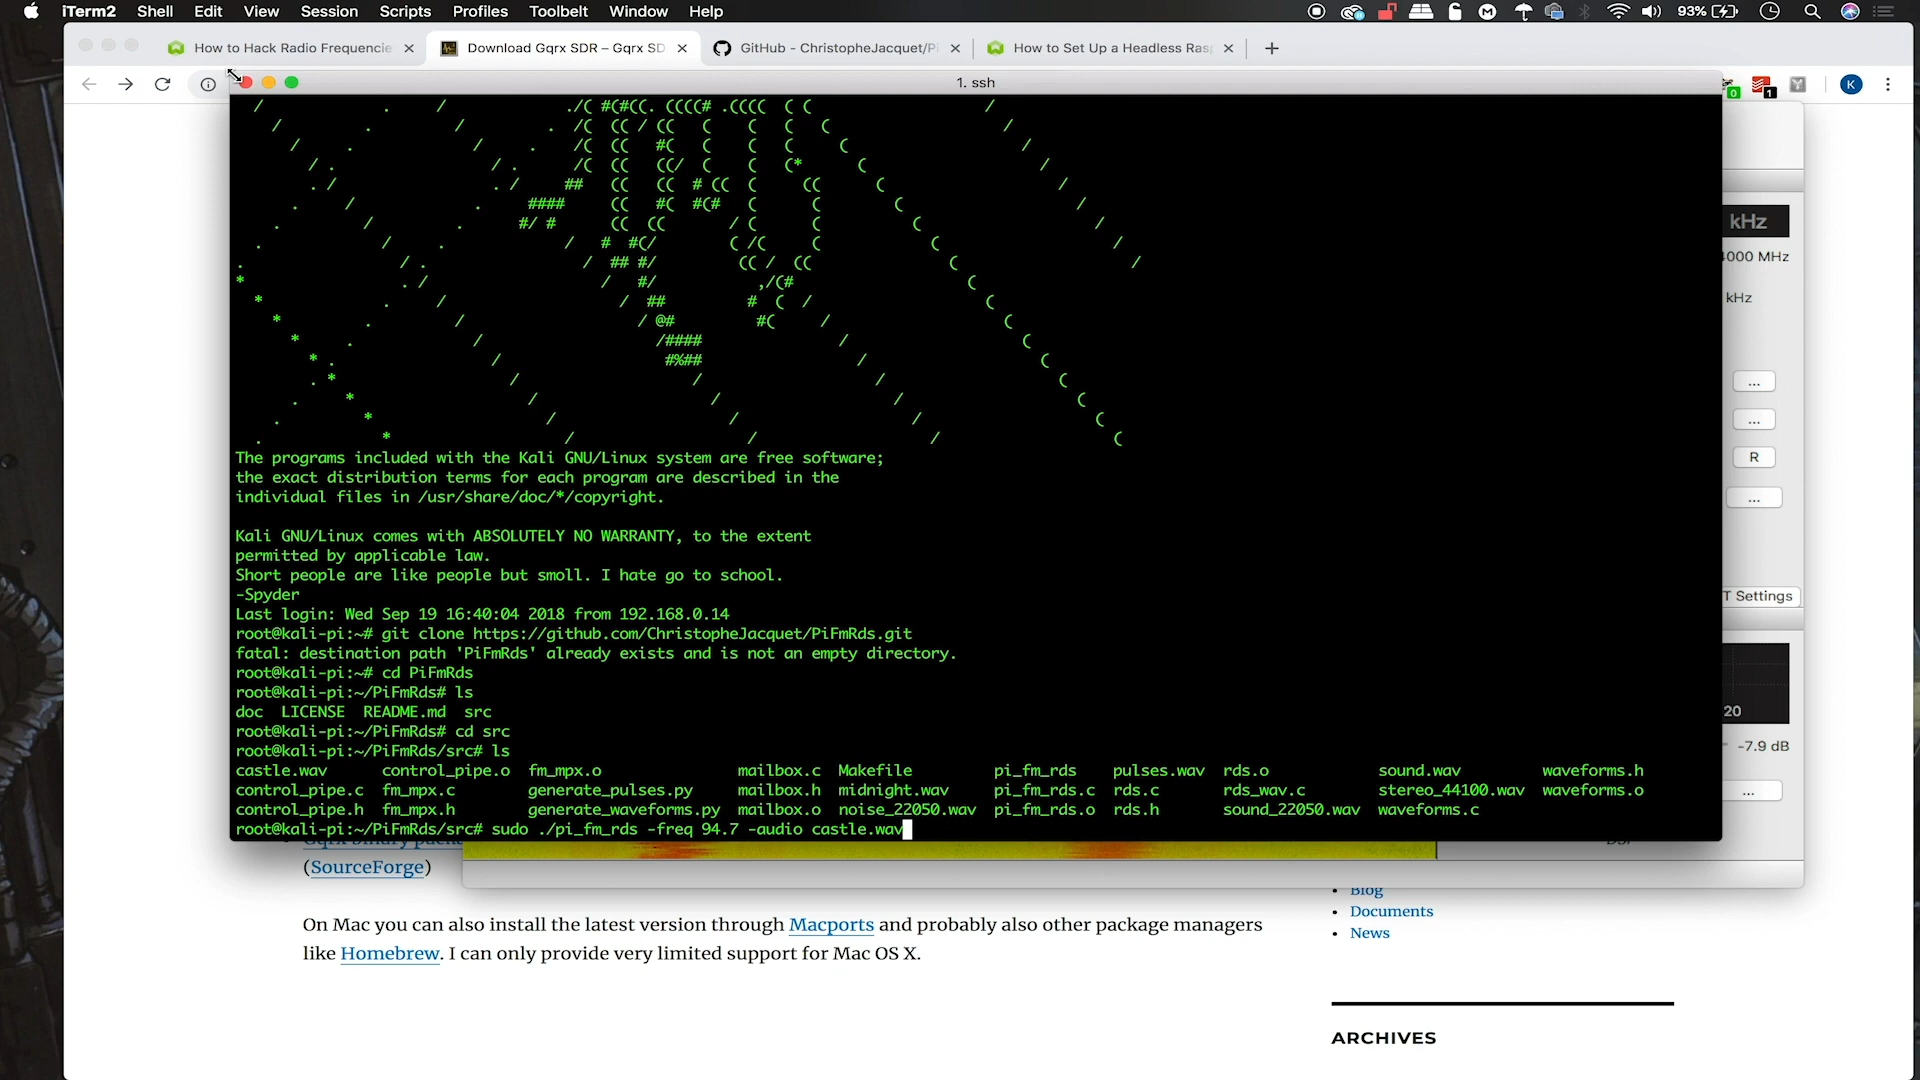 iTerm2 Shell Edit View Session Scripts Profiles Toolbelt Window Help 93%
How to Hack Radio Frequencie
Download Gqrx SDR – Gqrx SD
GitHub - ChristopheJacquet/Pi
How to Set Up a Headless Ras
1. ssh
0 1 K
The programs included with the Kali GNU/Linux system are free software;
the exact distribution terms for each program are described in the
individual files in /usr/share/doc/*/copyright.
Kali GNU/Linux comes with ABSOLUTELY NO WARRANTY, to the extent
permitted by applicable law.
Short people are like people but smoll. I hate go to school.
-Spyder
Last login: Wed Sep 19 16:40:04 2018 from 192.168.0.14
root@kali-pi:~# git clone https://github.com/ChristopheJacquet/PiFmRds.git
fatal: destination path 'PiFmRds' already exists and is not an empty directory.
root@kali-pi:~# cd PiFmRds
root@kali-pi:~/PiFmRds# ls
doc LICENSE README.md src
root@kali-pi:~/PiFmRds# cd src
root@kali-pi:~/PiFmRds/src# ls
castle.wav control_pipe.o fm_mpx.o mailbox.c Makefile pi_fm_rds pulses.wav rds.o sound.wav waveforms.h
control_pipe.c fm_mpx.c generate_pulses.py mailbox.h midnight.wav pi_fm_rds.c rds.c rds_wav.c stereo_44100.wav waveforms.o
control_pipe.h fm_mpx.h generate_waveforms.py mailbox.o noise_22050.wav pi_fm_rds.o rds.h sound_22050.wav waveforms.c
root@kali-pi:~/PiFmRds/src# sudo ./pi_fm_rds -freq 94.7 -audio castle.wav
kHz
4000 MHz
kHz
...
...
R
...
T Settings
20
-7.9 dB
...
(SourceForge)
On Mac you can also install the latest version through Macports and probably also other package managers
like Homebrew. I can only provide very limited support for Mac OS X.
Blog
Documents
News
ARCHIVES